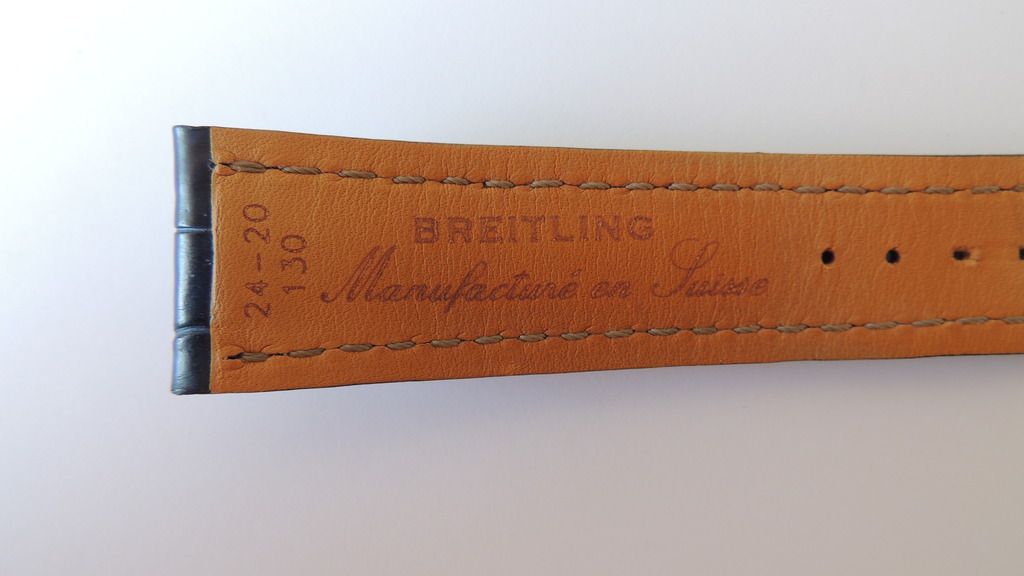 24-20
130
BREITLING
Manufacturé en Suisse